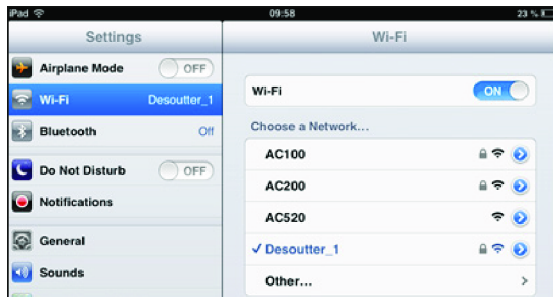 iPad 09:58 23 %
Settings
Airplane Mode OFF
Wi-Fi Desoutter_1
Bluetooth Off
Do Not Disturb OFF
Notifications
General
Sounds
Wi-Fi
Wi-Fi ON
Choose a Network...
AC100
AC200
AC520
Desoutter_1
Other...